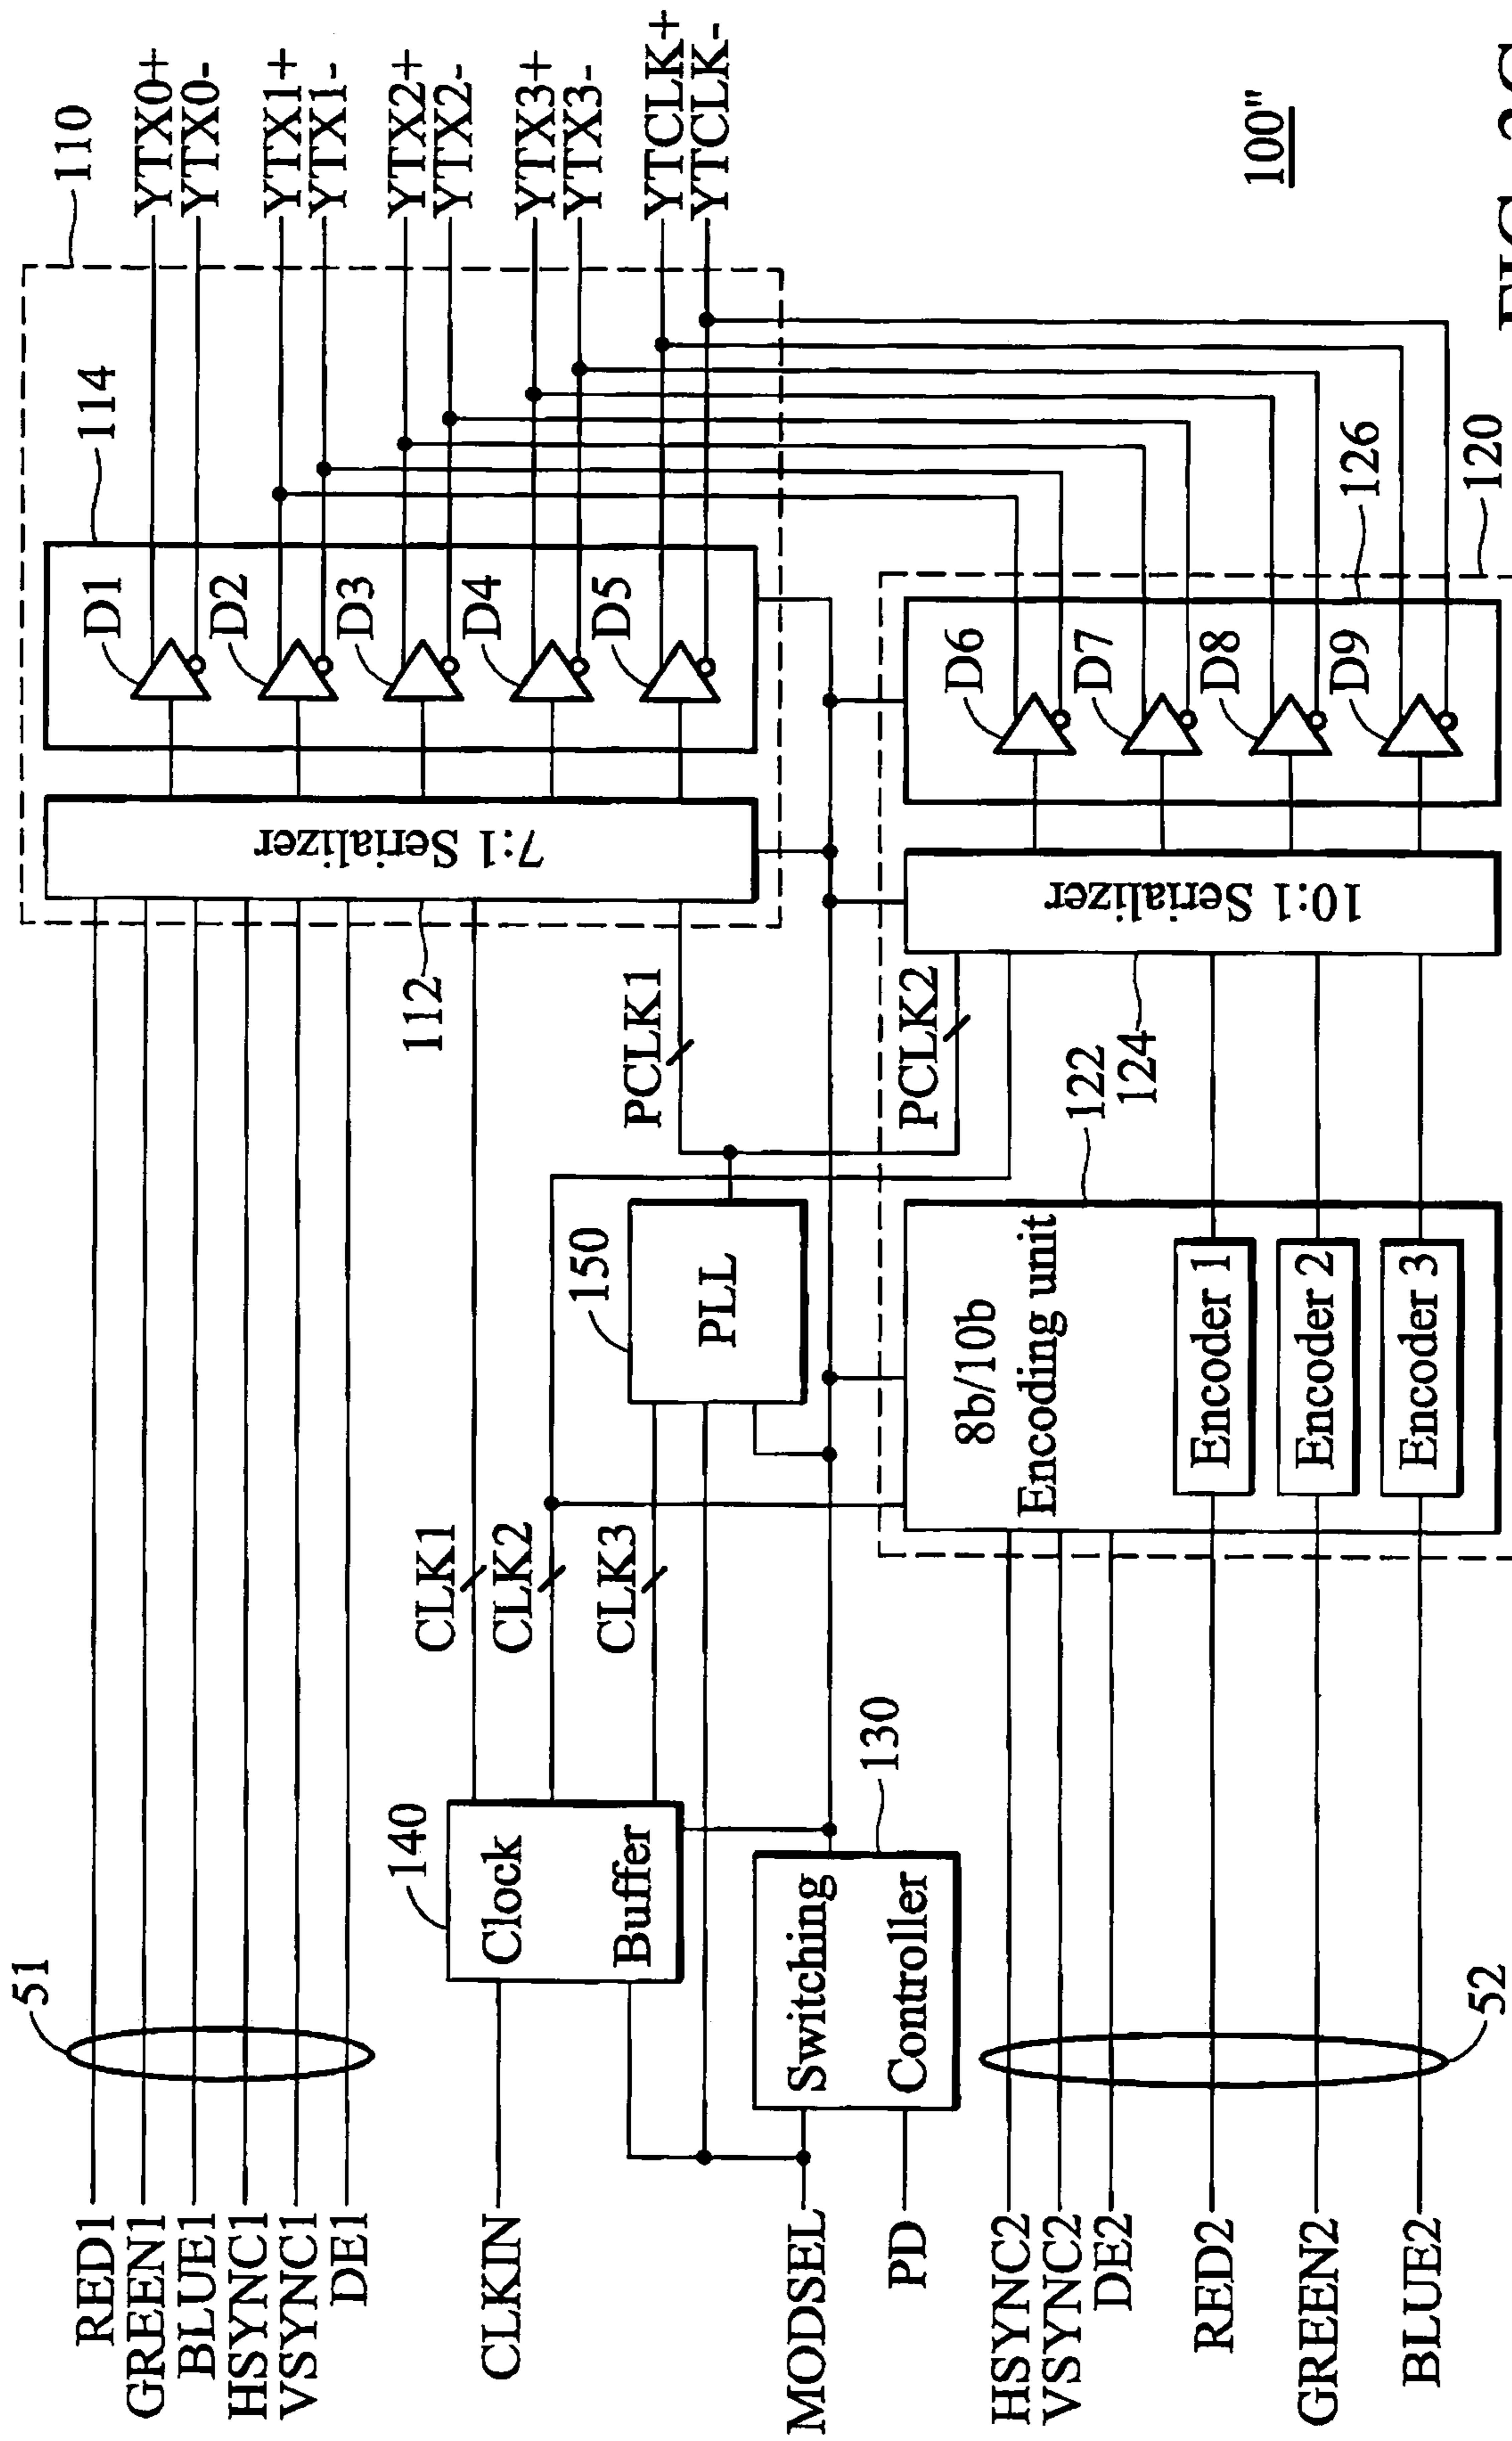 RED1
GREEN1
BLUE1
HSYNC1
VSYNC1
DE1
51
CLKIN
MODSEL
PD
HSYNC2
VSYNC2
DE2
RED2
GREEN2
BLUE2
52
140
Clock
Buffer
Switching
Controller
130
CLK1
CLK2
CLK3
150
PLL
8b/10b
Encoding unit
Encoder 1
Encoder 2
Encoder 3
122
124
PCLK1
PCLK2
112
7:1 Serializer
10:1 Serializer
114
D1
D2
D3
D4
D5
D6
D7
D8
D9
126
120
110
YTX0+
YTX0-
YTX1+
YTX1-
YTX2+
YTX2-
YTX3+
YTX3-
YTCLK+
YTCLK-
100"